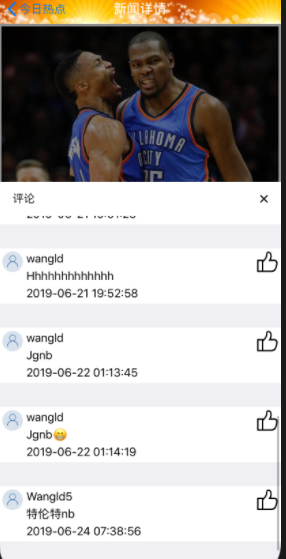 今日热点
新闻详情
OKLAHOMA
CITY
35
评论
×
wangld
Hhhhhhhhhhhhh
2019-06-21 19:52:58
wangld
Jgnb
2019-06-22 01:13:45
wangld
Jgnb😁
2019-06-22 01:14:19
Wangld5
特伦特nb
2019-06-24 07:38:56